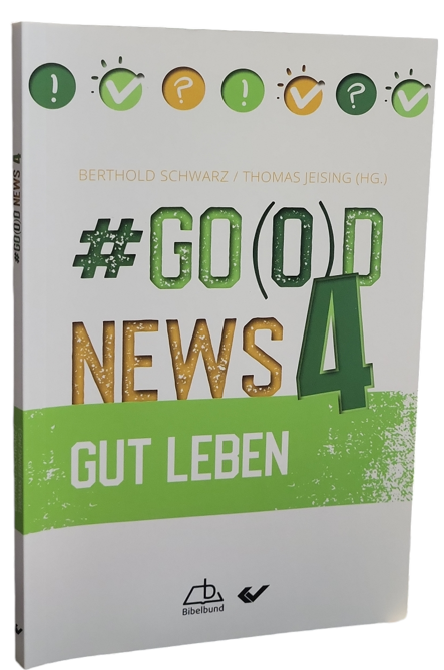 ! ? ! ?
BERTHOLD SCHWARZ / THOMAS JEISING (HG.)
#GO(O)D
NEWS 4
GUT LEBEN
Bibelbund
#GO(O)D NEWS 4